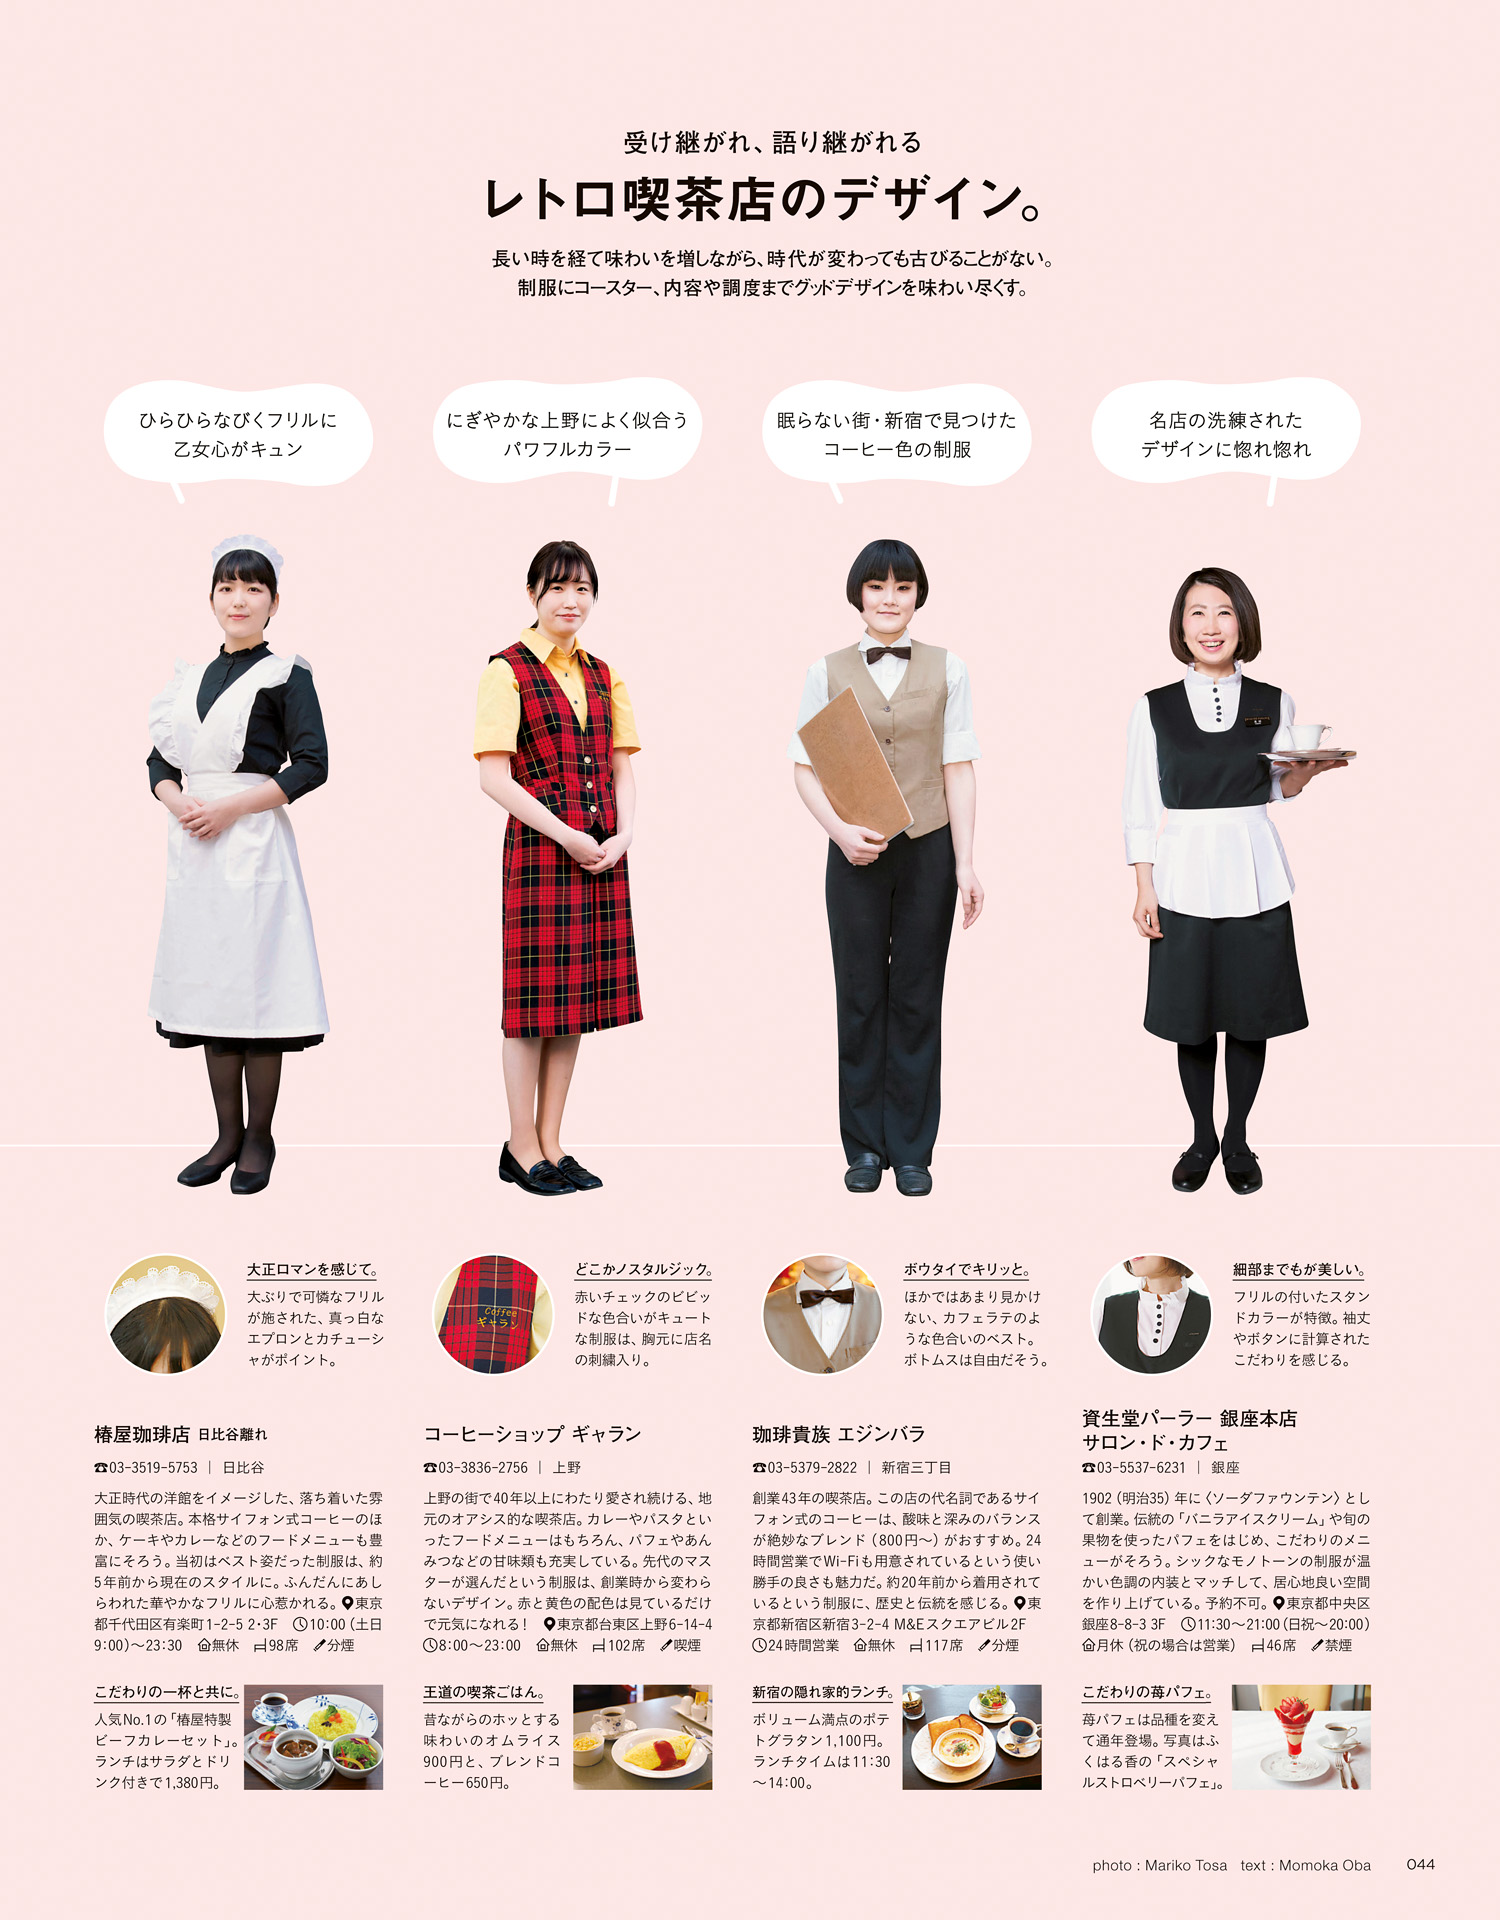 受け継がれ、語り継がれる
レトロ喫茶店のデザイン。
長い時を経て味わいを増しながら、時代が変わっても古びることがない。
制服にコースター、内容や調度までグッドデザインを味わい尽くす。
ひらひらなびくフリルに
乙女心がキュン
にぎやかな上野によく似合う
パワフルカラー
眠らない街・新宿で見つけた
コーヒー色の制服
名店の洗練された
デザインに惚れ惚れ
大正ロマンを感じて。
大ぶりで可憐なフリル
が施された、真っ白な
エプロンとカチューシ
ャがポイント。
椿屋珈琲店 日比谷離れ
☎03-3519-5753 | 日比谷
大正時代の洋館をイメージした、落ち着いた雰
囲気の喫茶店。本格サイフォン式コーヒーのほ
か、ケーキやカレーなどのフードメニューも豊
富にそろう。当初はベスト姿だった制服は、約
5年前から現在のスタイルに。ふんだんにあし
らわれた華やかなフリルに心惹かれる。東京
都千代田区有楽町1-2-5 2・3F 10:00（土日
9:00）〜23:30 無休 98席 分煙
こだわりの一杯と共に。
人気No.1の「椿屋特製
ビーフカレーセット」。
ランチはサラダとドリ
ンク付きで1,380円。
どこかノスタルジック。
赤いチェックのビビッ
ドな色合いがキュート
な制服は、胸元に店名
の刺繍入り。
Coffee
ギャラン
コーヒーショップ ギャラン
☎03-3836-2756 | 上野
上野の街で40年以上にわたり愛され続ける、地
元のオアシス的な喫茶店。カレーやパスタとい
ったフードメニューはもちろん、パフェやあん
みつなどの甘味類も充実している。先代のマス
ターが選んだという制服は、創業時から変わら
ないデザイン。赤と黄色の配色は見ているだけ
で元気になれる！ 東京都台東区上野6-14-4
8:00〜23:00 無休 102席 喫煙
王道の喫茶ごはん。
昔ながらのホッとする
味わいのオムライス
900円と、ブレンドコ
ーヒー650円。
ボウタイでキリッと。
ほかではあまり見かけ
ない、カフェラテのよ
うな色合いのベスト。
ボトムスは自由だそう。
珈琲貴族 エジンバラ
☎03-5379-2822 | 新宿三丁目
創業43年の喫茶店。この店の代名詞であるサイ
フォン式のコーヒーは、酸味と深みのバランス
が絶妙なブレンド（800円〜）がおすすめ。24
時間営業でWi-Fiも用意されているという使い
勝手の良さも魅力だ。約20年前から着用されて
いるという制服に、歴史と伝統を感じる。東
京都新宿区新宿3-2-4 M&Eスクエアビル2F
24時間営業 無休 117席 分煙
新宿の隠れ家的ランチ。
ボリューム満点のポテ
トグラタン1,100円。
ランチタイムは11:30
〜14:00。
細部までもが美しい。
フリルの付いたスタン
ドカラーが特徴。袖丈
やボタンに計算された
こだわりを感じる。
資生堂パーラー 銀座本店
サロン・ド・カフェ
☎03-5537-6231 | 銀座
1902（明治35）年に〈ソーダファウンテン〉とし
て創業。伝統の「バニラアイスクリーム」や旬の
果物を使ったパフェをはじめ、こだわりのメニ
ューがそろう。シックなモノトーンの制服が温
かい色調の内装とマッチして、居心地良い空間
を作り上げている。予約不可。東京都中央区
銀座8-8-3 3F 11:30〜21:00（日祝〜20:00）
月休（祝の場合は営業） 46席 禁煙
こだわりの苺パフェ。
苺パフェは品種を変え
て通年登場。写真はふ
くはる香の「スペシャ
ルストロベリーパフェ」。
photo : Mariko Tosa text : Momoka Oba 044